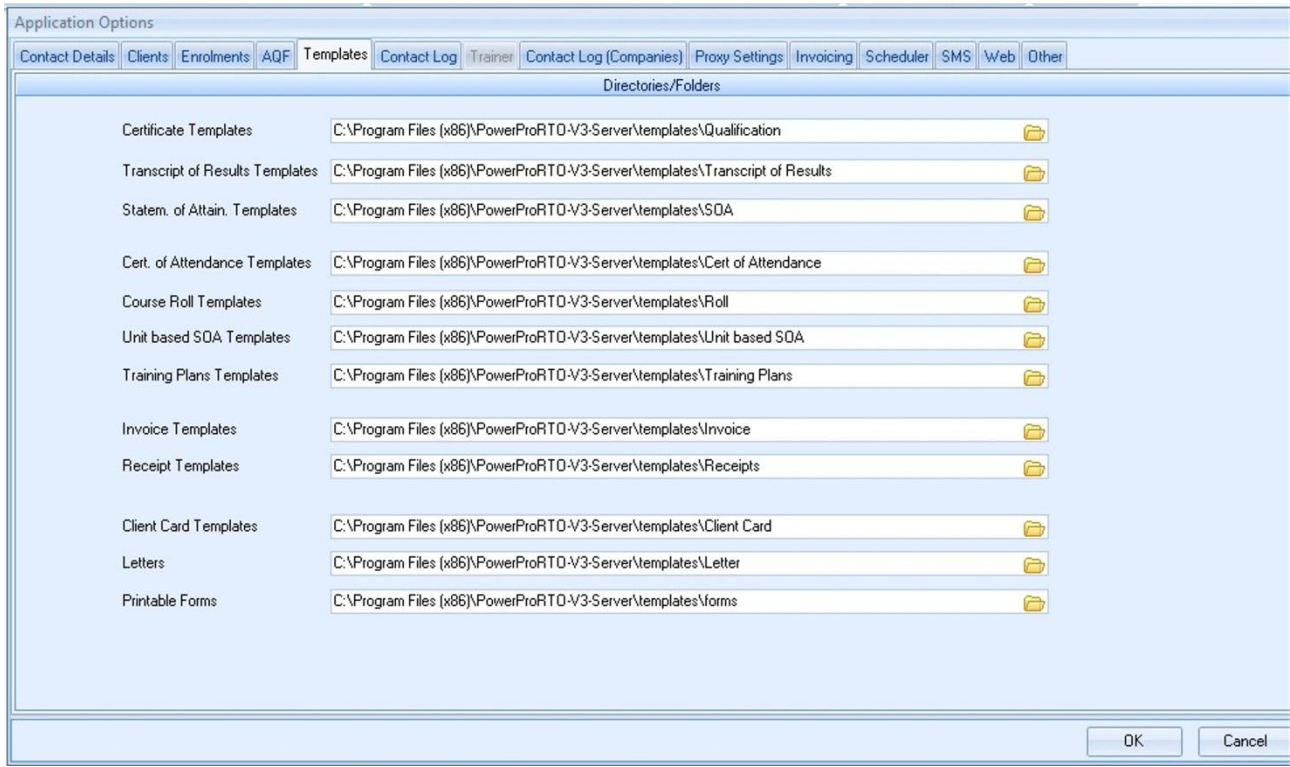 Application Options
Contact Details Clients Enrolments AQF Templates Contact Log Trainer Contact Log (Companies) Proxy Settings Invoicing Scheduler SMS Web Other
Directories/Folders
Certificate Templates C:\Program Files (x86)\PowerProRTO-V3-Server\templates\Qualification
Transcript of Results Templates C:\Program Files (x86)\PowerProRTO-V3-Server\templates\Transcript of Results
Statem. of Attain. Templates C:\Program Files (x86)\PowerProRTO-V3-Server\templates\SOA
Cert. of Attendance Templates C:\Program Files (x86)\PowerProRTO-V3-Server\templates\Cert of Attendance
Course Roll Templates C:\Program Files (x86)\PowerProRTO-V3-Server\templates\Roll
Unit based SOA Templates C:\Program Files (x86)\PowerProRTO-V3-Server\templates\Unit based SOA
Training Plans Templates C:\Program Files (x86)\PowerProRTO-V3-Server\templates\Training Plans
Invoice Templates C:\Program Files (x86)\PowerProRTO-V3-Server\templates\Invoice
Receipt Templates C:\Program Files (x86)\PowerProRTO-V3-Server\templates\Receipts
Client Card Templates C:\Program Files (x86)\PowerProRTO-V3-Server\templates\Client Card
Letters C:\Program Files (x86)\PowerProRTO-V3-Server\templates\Letter
Printable Forms C:\Program Files (x86)\PowerProRTO-V3-Server\templates\forms
OK Cancel